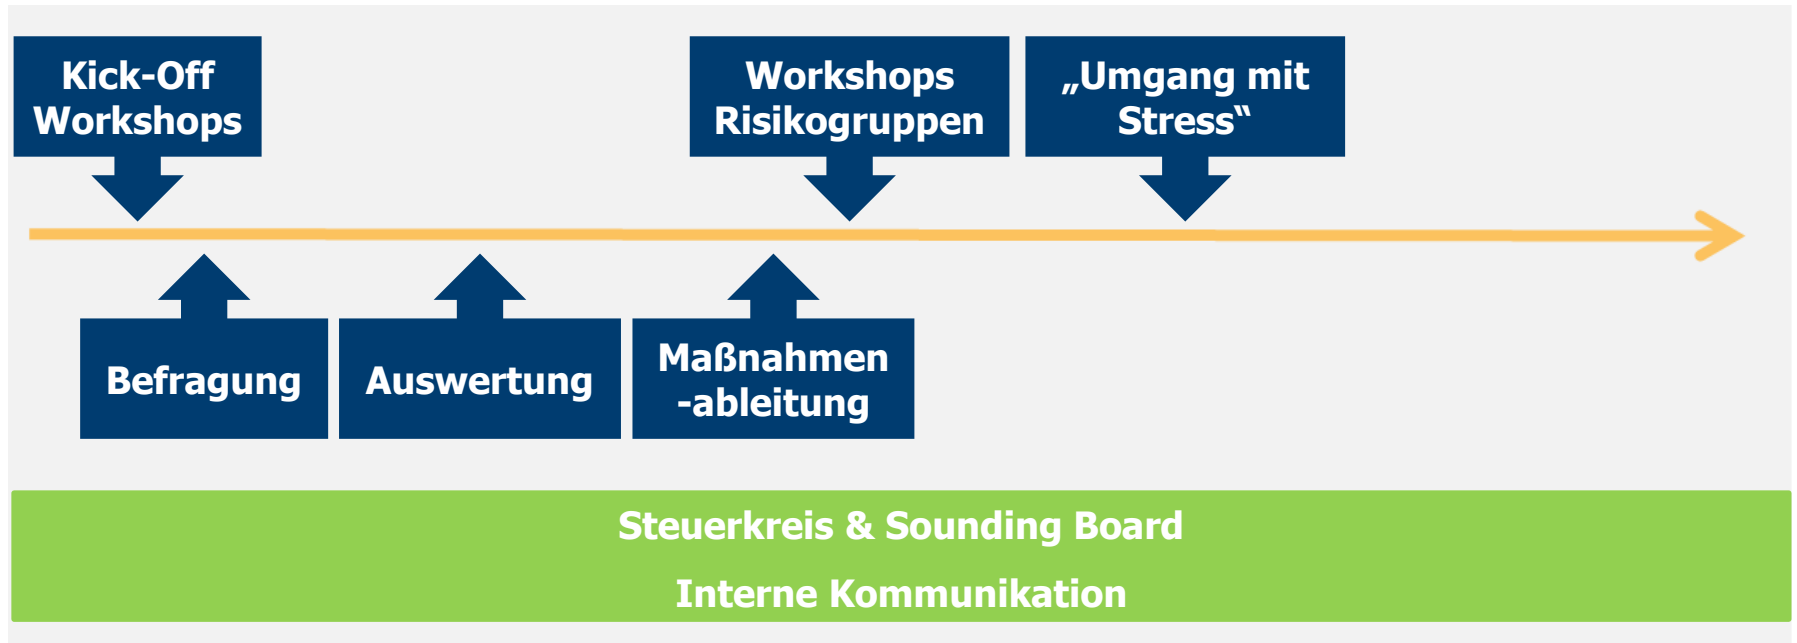 Kick-Off
Workshops
Workshops
Risikogruppen
„Umgang mit
Stress“
Befragung
Auswertung
Maßnahmen
-ableitung
Steuerkreis & Sounding Board
Interne Kommunikation